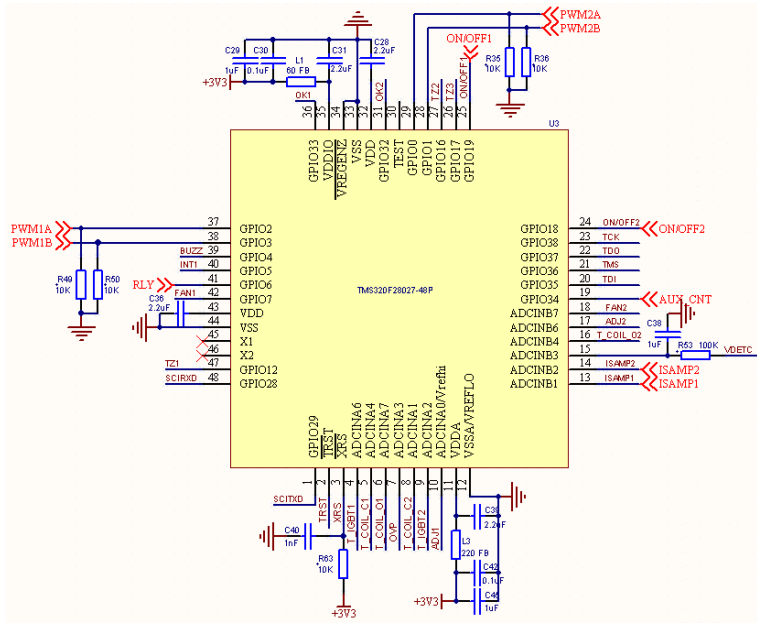 PWM2A
PWM2B
ON/OFF1
C29
1uF
C30
0.1uF
L1
60 FB
C31
2.2uF
C28
2.2uF
+3V3
R35
10K
R36
10K
OK1
OK2
TZ2
TZ3
ON/OFF1
36
35
34
33
32
31
30
29
28
27
26
25
U3
GPIO33
VDDIO
VREGENZ
VSS
VDD
GPIO32
TEST
GPIO0
GPIO1
GPIO16
GPIO17
GPIO19
PWM1A
PWM1B
37
GPIO2
38
GPIO3
BUZZ
39
GPIO4
INT1
40
GPIO5
RLY
41
GPIO6
FAN1
42
GPIO7
43
VDD
44
VSS
45
X1
46
X2
TZ1
47
GPIO12
SCIRXD
48
GPIO28
R49
10K
R50
10K
C36
2.2uF
TMS320F28027-48P
GPIO18
24
ON/OFF2
ON/OFF2
GPIO38
23
TCK
GPIO37
22
TDO
GPIO36
21
TMS
GPIO35
20
TDI
GPIO34
19
AUX_CNT
ADCINB7
18
FAN2
ADCINB6
17
ADJ2
ADCINB4
16
T_COIL_O2
ADCINB3
15
ADCINB2
14
ISAMP2
ISAMP2
ADCINB1
13
ISAMP1
ISAMP1
C38
1uF
R53 100K
VDETC
GPIO29
TRST
XRS
ADCINA6
ADCINA4
ADCINA7
ADCINA3
ADCINA1
ADCINA2
ADCINA0/Vrefhi
VDDA
VSSA/VREFLO
1
2
3
4
5
6
7
8
9
10
11
12
SCITXD
TRST
XRS
T_IGBT1
T_COIL_C1
T_COIL_O1
OVP
T_COIL_C2
T_IGBT2
ADJ1
C40
1nF
R63
10K
+3V3
C39
2.2uF
L3
220 FB
C42
0.1uF
+3V3
1uF